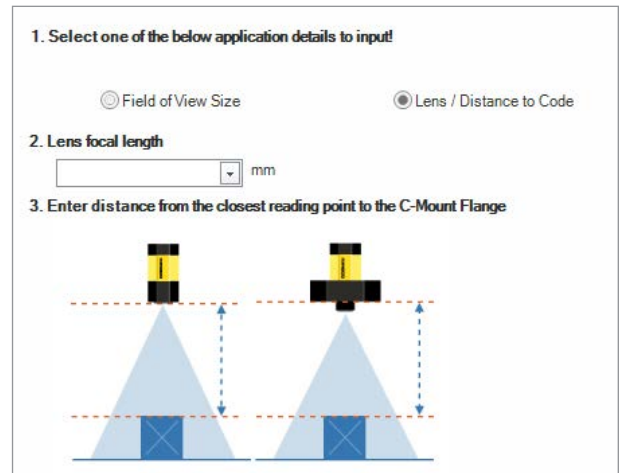 1. Select one of the below application details to input!
Field of View Size
Lens / Distance to Code
2. Lens focal length
mm
3. Enter distance from the closest reading point to the C-Mount Flange